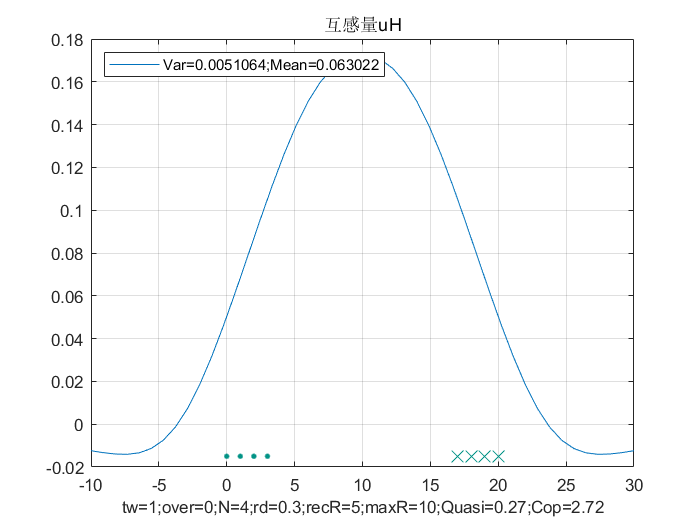 互感量uH
Var=0.0051064;Mean=0.063022
0.18
0.16
0.14
0.12
0.1
0.08
0.06
0.04
0.02
0
-0.02
-10 -5 0 5 10 15 20 25 30
tw=1;over=0;N=4;rd=0.3;recR=5;maxR=10;Quasi=0.27;Cop=2.72